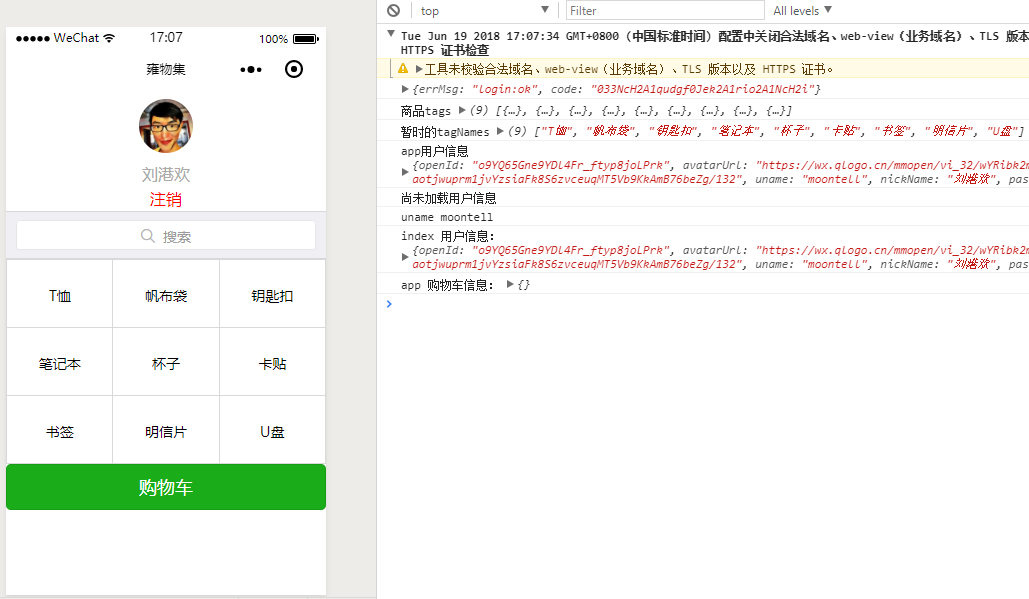 ●●●●● WeChat 17:07 100%
雍物集
刘港欢
注销
搜索
T恤 帆布袋 钥匙扣
笔记本 杯子 卡贴
书签 明信片 U盘
购物车
top ▼ Filter All levels ▼
▼ Tue Jun 19 2018 17:07:34 GMT+0800 (中国标准时间) 配置中关闭合法域名、web-view (业务域名) 、TLS 版本
HTTPS 证书检查
▶ 工具未校验合法域名、web-view (业务域名) 、TLS 版本以及 HTTPS 证书。
▶ {errMsg: "login:ok", code: "033NcH2A1qudgf0Jek2A1rio2A1NcH2i"}
商品tags ▶ (9) [{…}, {…}, {…}, {…}, {…}, {…}, {…}, {…}, {…}]
暂时的tagNames ▶ (9) ["T恤", "帆布袋", "钥匙扣", "笔记本", "杯子", "卡贴", "书签", "明信片", "U盘"]
app用户信息
▶ {openId: "o9YQ65Gne9YDl4Fr_ftyp8joLPrk", avatarUrl: "https://wx.qlogo.cn/mmopen/vi_32/wYRibk2m
aotjwuprm1jvYzsiaFk8S6zvceuqMT5Vb9KkAmB76beZg/132", uname: "moontell", nickName: "刘港欢", pas
尚未加载用户信息
uname moontell
index 用户信息:
▶ {openId: "o9YQ65Gne9YDl4Fr_ftyp8joLPrk", avatarUrl: "https://wx.qlogo.cn/mmopen/vi_32/wYRibk2m
aotjwuprm1jvYzsiaFk8S6zvceuqMT5Vb9KkAmB76beZg/132", uname: "moontell", nickName: "刘港欢", pas
app 购物车信息: ▶ {}
>